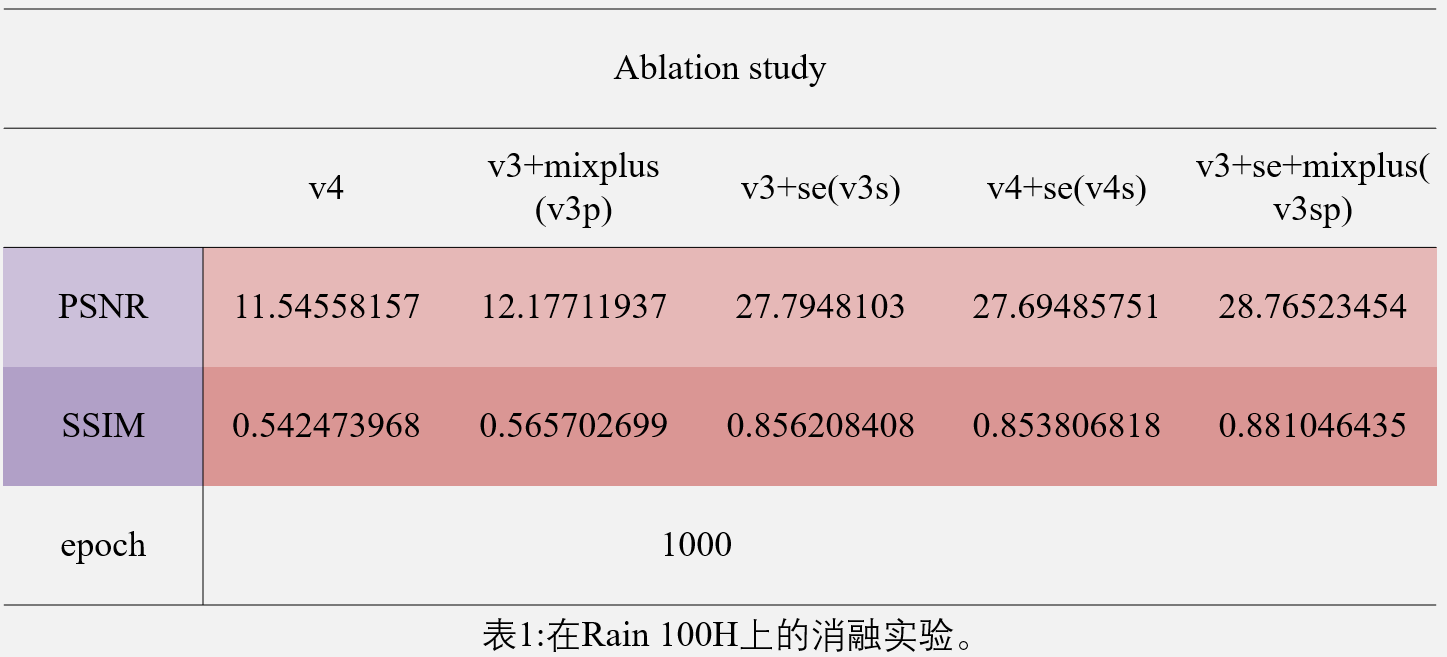 Ablation study
v4
v3+mixplus
(v3p)
v3+se(v3s)
v4+se(v4s)
v3+se+mixplus(
v3sp)
PSNR 11.54558157 12.17711937 27.7948103 27.69485751 28.76523454
SSIM 0.542473968 0.565702699 0.856208408 0.853806818 0.881046435
epoch 1000
表1:在Rain 100H上的消融实验。